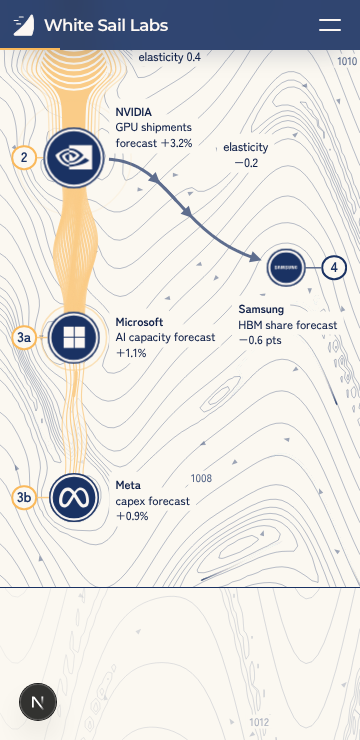 White Sail Labs
elasticity 0.4
1010
NVIDIA
GPU shipments
forecast +3.2%
elasticity
−0.2
2
SAMSUNG
4
Samsung
HBM share forecast
−0.6 pts
3a
Microsoft
AI capacity forecast
+1.1%
1008
3b
Meta
capex forecast
+0.9%
N
1012